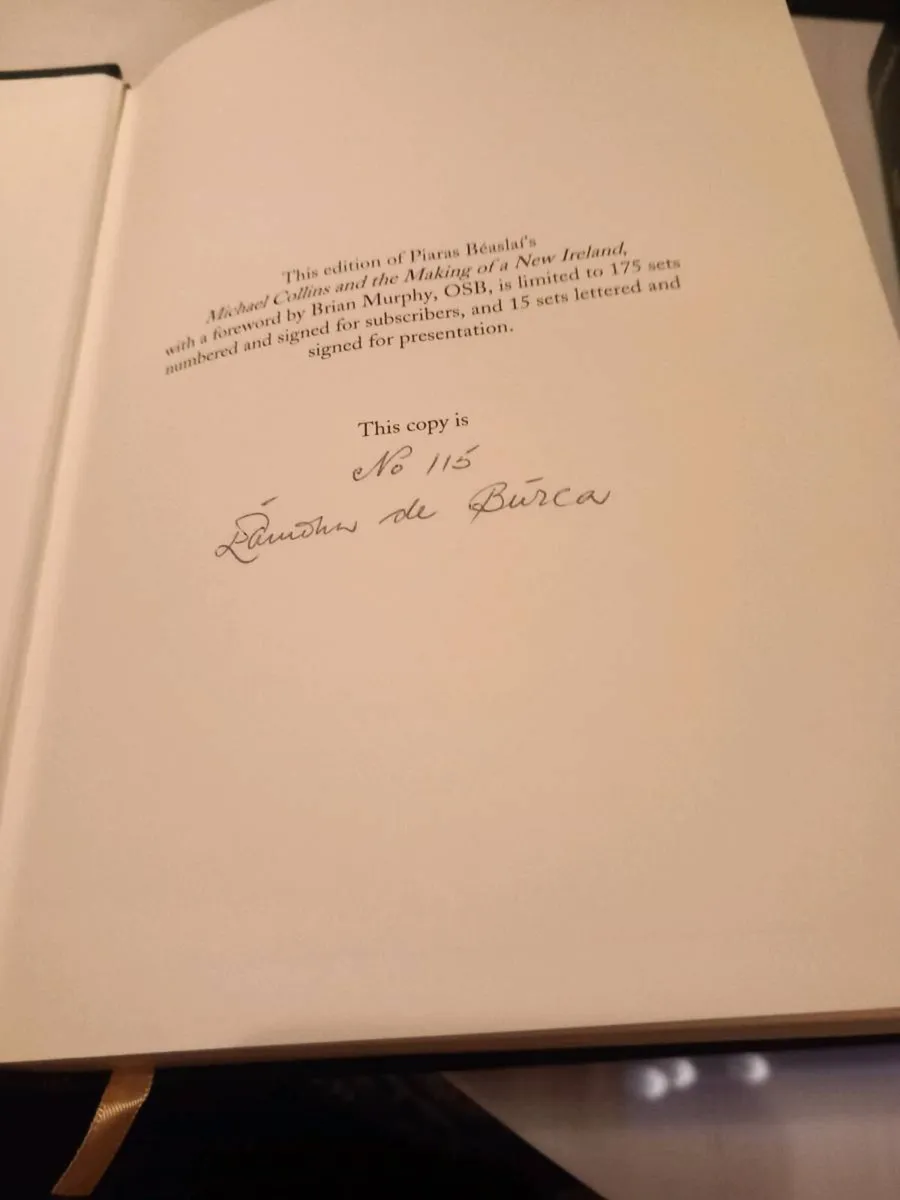 This edition of Piaras Béaslaí's
Michael Collins and the Making of a New Ireland,
with a foreword by Brian Murphy, OSB, is limited to 175 sets
numbered and signed for subscribers, and 15 sets lettered and
signed for presentation.
This copy is
No 115
Éamonn de Búrca